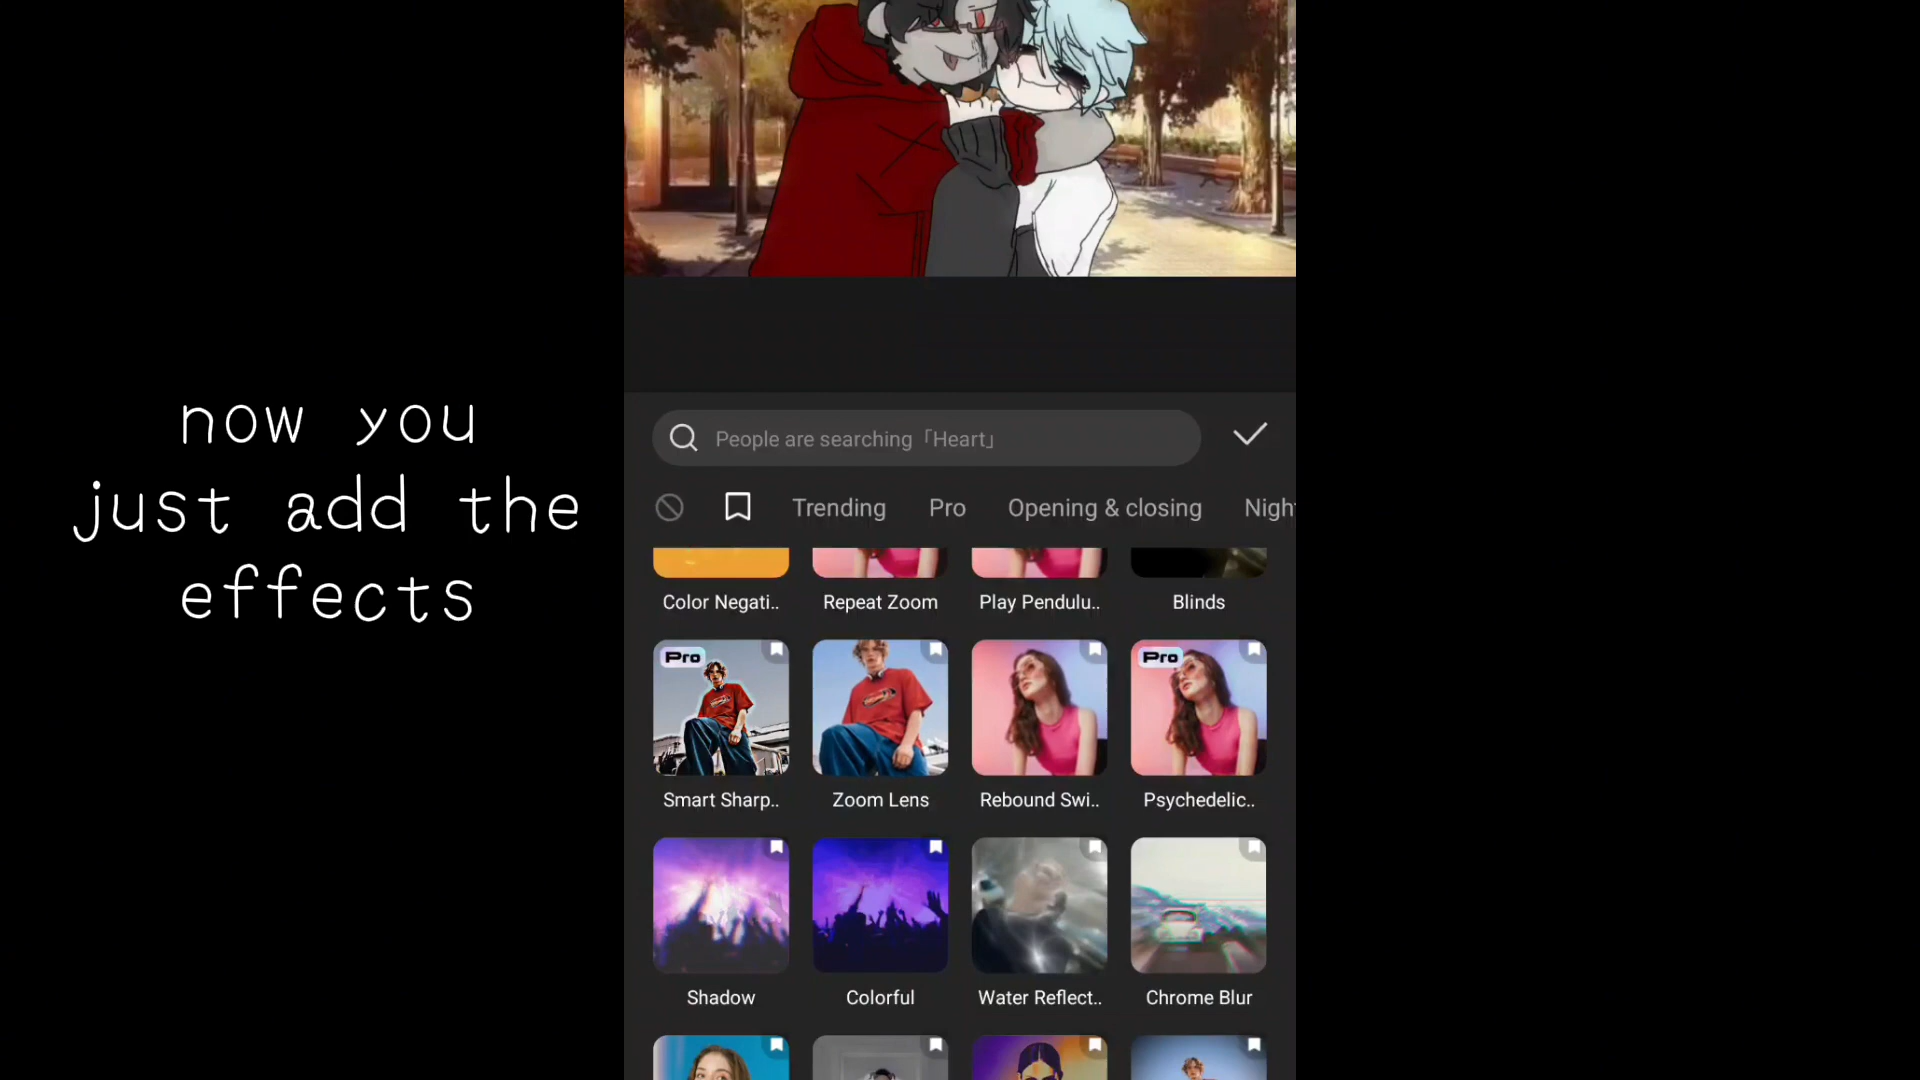 now you
just add the
effects
People are searching「Heart」
Trending Pro Opening & closing Nigh
Color Negati.. Repeat Zoom Play Pendulu.. Blinds
Pro Pro
Smart Sharp.. Zoom Lens Rebound Swi.. Psychedelic..
Shadow Colorful Water Reflect.. Chrome Blur